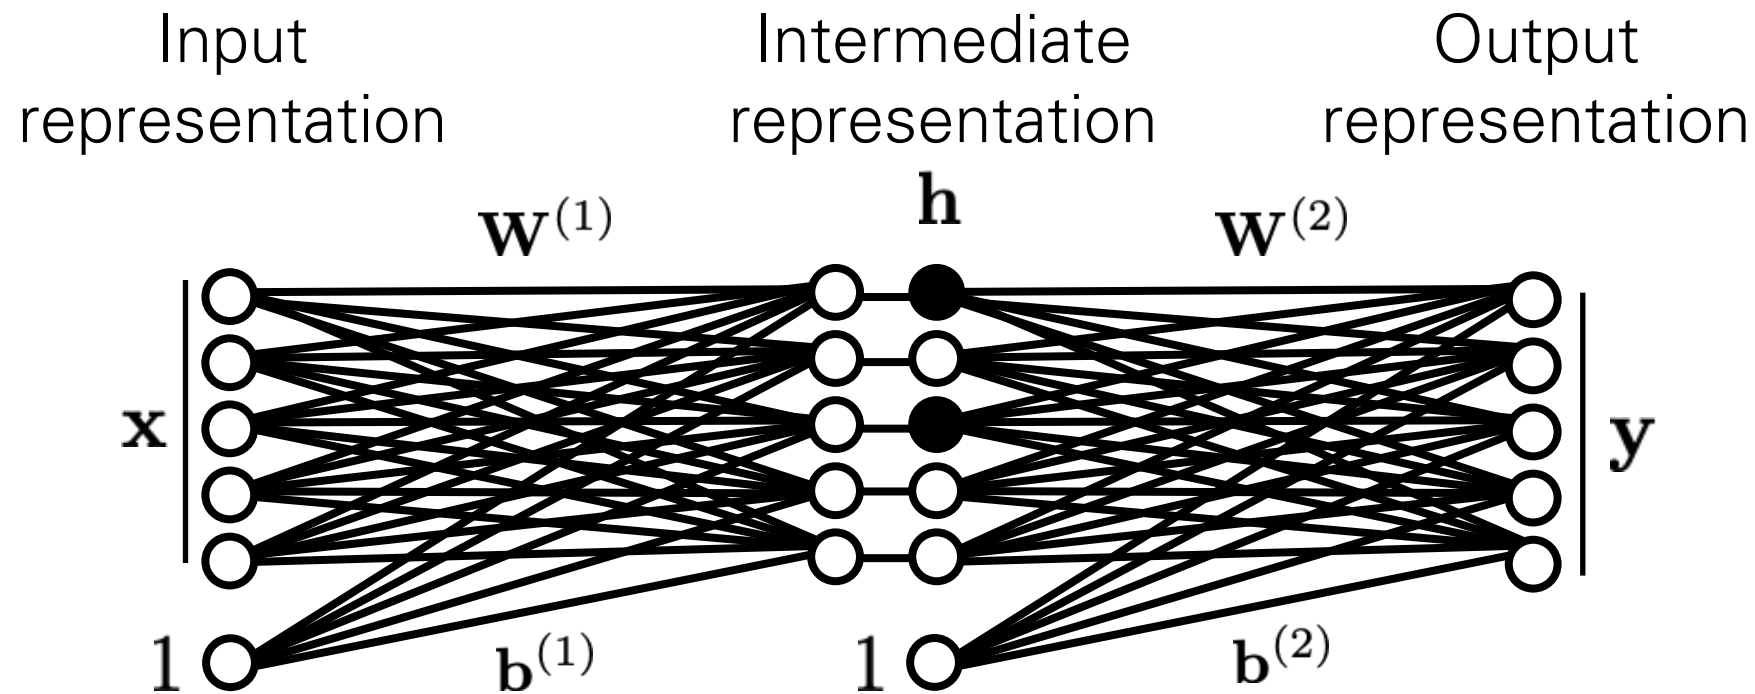 Input
representation
Intermediate
representation
Output
representation
h
W(1)
W(2)
x
y
1
b(1)
1
b(2)